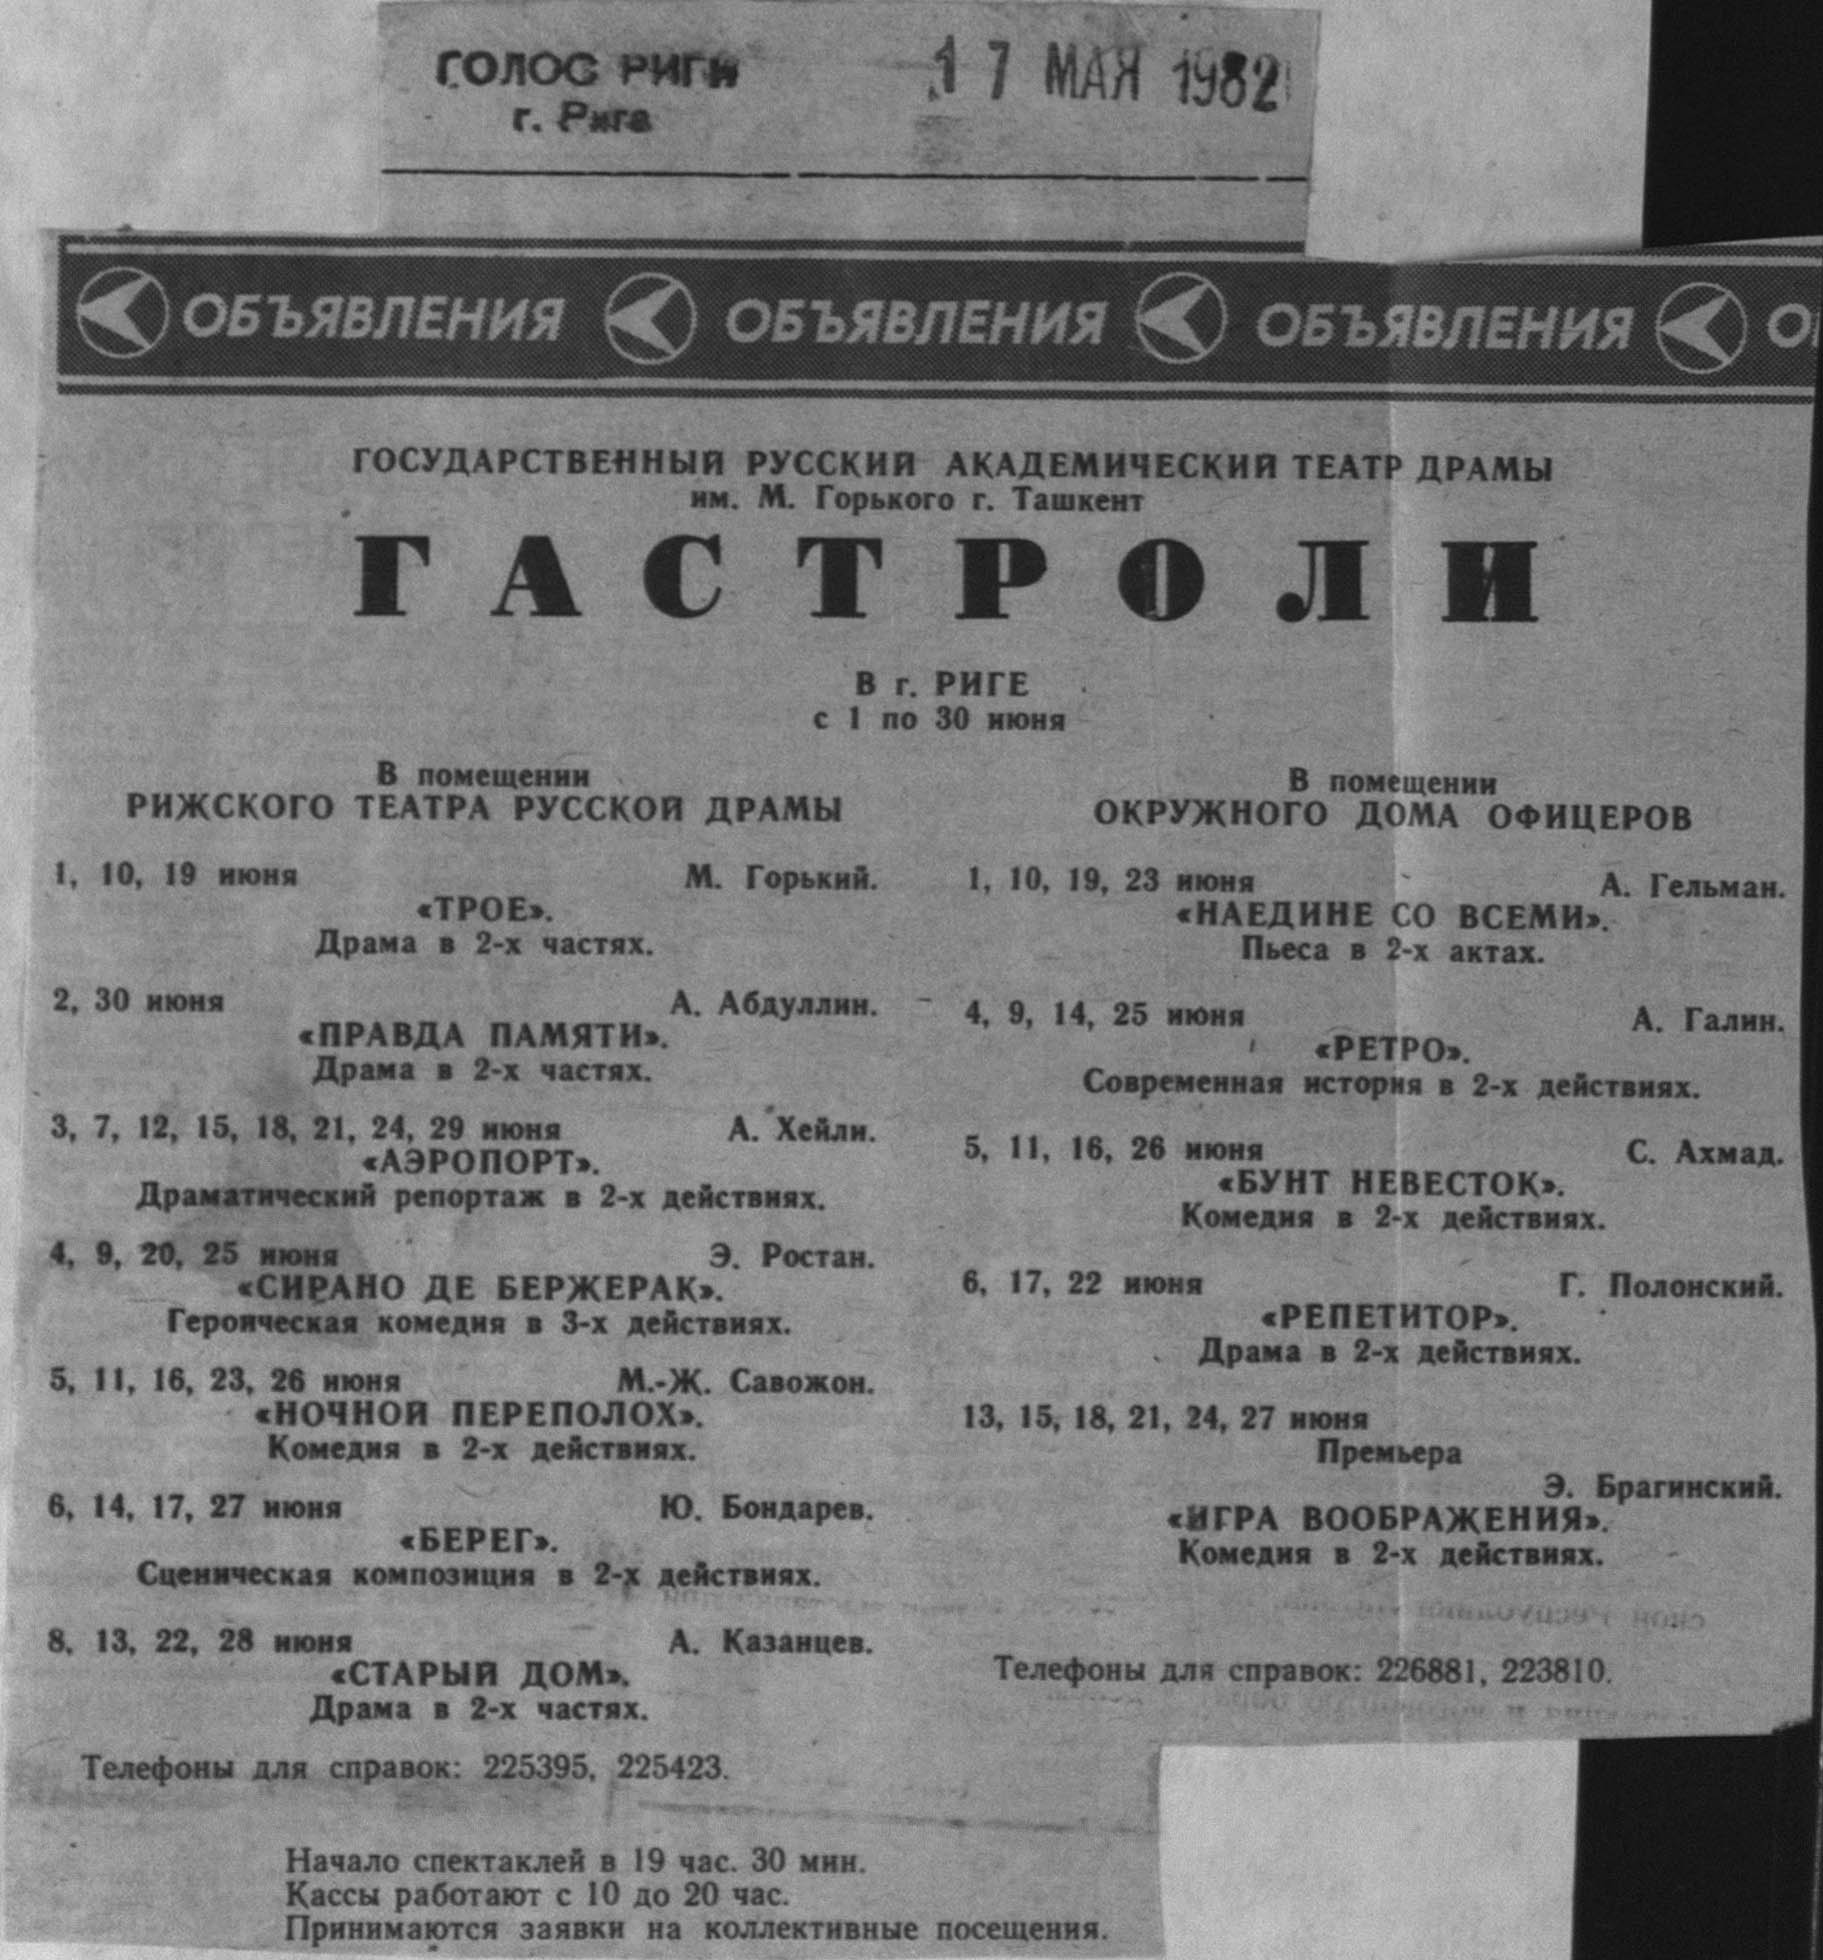 ГОЛОС РИГИ
г. Рига
17 МАЯ 1982
ОБЪЯВЛЕНИЯ ОБЪЯВЛЕНИЯ ОБЪЯВЛЕНИЯ О
ГОСУДАРСТВЕННЫЙ РУССКИЙ АКАДЕМИЧЕСКИЙ ТЕАТР ДРАМЫ
им. М. Горького г. Ташкент
ГАСТРОЛИ
В г. РИГЕ
с 1 по 30 июня
В помещении
РИЖСКОГО ТЕАТРА РУССКОЙ ДРАМЫ
1, 10, 19 июня М. Горький.
«ТРОЕ».
Драма в 2-х частях.
2, 30 июня А. Абдуллин.
«ПРАВДА ПАМЯТИ».
Драма в 2-х частях.
3, 7, 12, 15, 18, 21, 24, 29 июня А. Хейли.
«АЭРОПОРТ».
Драматический репортаж в 2-х действиях.
4, 9, 20, 25 июня Э. Ростан.
«СИРАНО ДЕ БЕРЖЕРАК».
Героическая комедия в 3-х действиях.
5, 11, 16, 23, 26 июня М.-Ж. Савожон.
«НОЧНОЙ ПЕРЕПОЛОХ».
Комедия в 2-х действиях.
6, 14, 17, 27 июня Ю. Бондарев.
«БЕРЕГ».
Сценическая композиция в 2-х действиях.
8, 13, 22, 28 июня А. Казанцев.
«СТАРЫЙ ДОМ».
Драма в 2-х частях.
Телефоны для справок: 225395, 225423.
В помещении
ОКРУЖНОГО ДОМА ОФИЦЕРОВ
1, 10, 19, 23 июня А. Гельман.
«НАЕДИНЕ СО ВСЕМИ».
Пьеса в 2-х актах.
4, 9, 14, 25 июня А. Галин.
«РЕТРО».
Современная история в 2-х действиях.
5, 11, 16, 26 июня С. Ахмад.
«БУНТ НЕВЕСТОК».
Комедия в 2-х действиях.
6, 17, 22 июня Г. Полонский.
«РЕПЕТИТОР».
Драма в 2-х действиях.
13, 15, 18, 21, 24, 27 июня
Премьера
Э. Брагинский.
«ИГРА ВООБРАЖЕНИЯ».
Комедия в 2-х действиях.
Телефоны для справок: 226881, 223810.
Начало спектаклей в 19 час. 30 мин.
Кассы работают с 10 до 20 час.
Принимаются заявки на коллективные посещения.